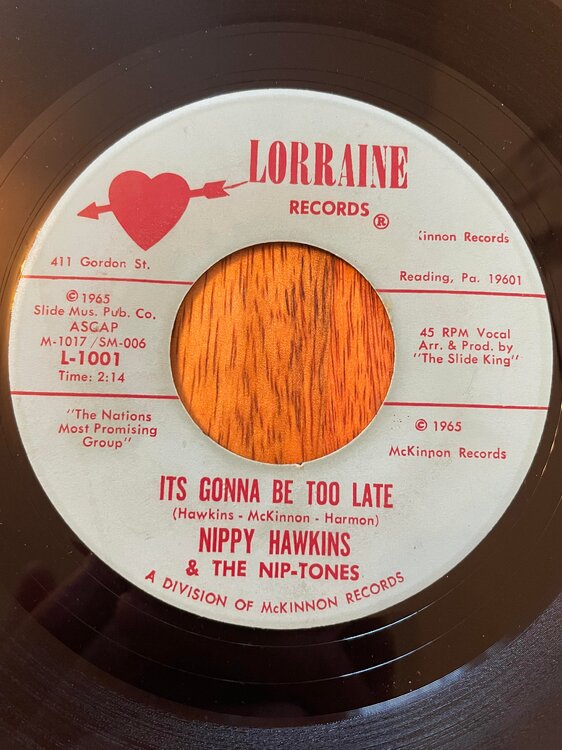 LORRAINE
RECORDS ®
411 Gordon St.
Records
Reading, Pa. 19601
© 1965
Slide Mus. Pub. Co.
ASCAP
M-1017/SM-006
L-1001
Time: 2:14
45 RPM Vocal
Arr. & Prod. by
"The Slide King"
"The Nations
Most Promising
Group"
© 1965
McKinnon Records
ITS GONNA BE TOO LATE
(Hawkins - McKinnon - Harmon)
NIPPY HAWKINS
& THE NIP-TONES
A DIVISION OF McKINNON RECORDS